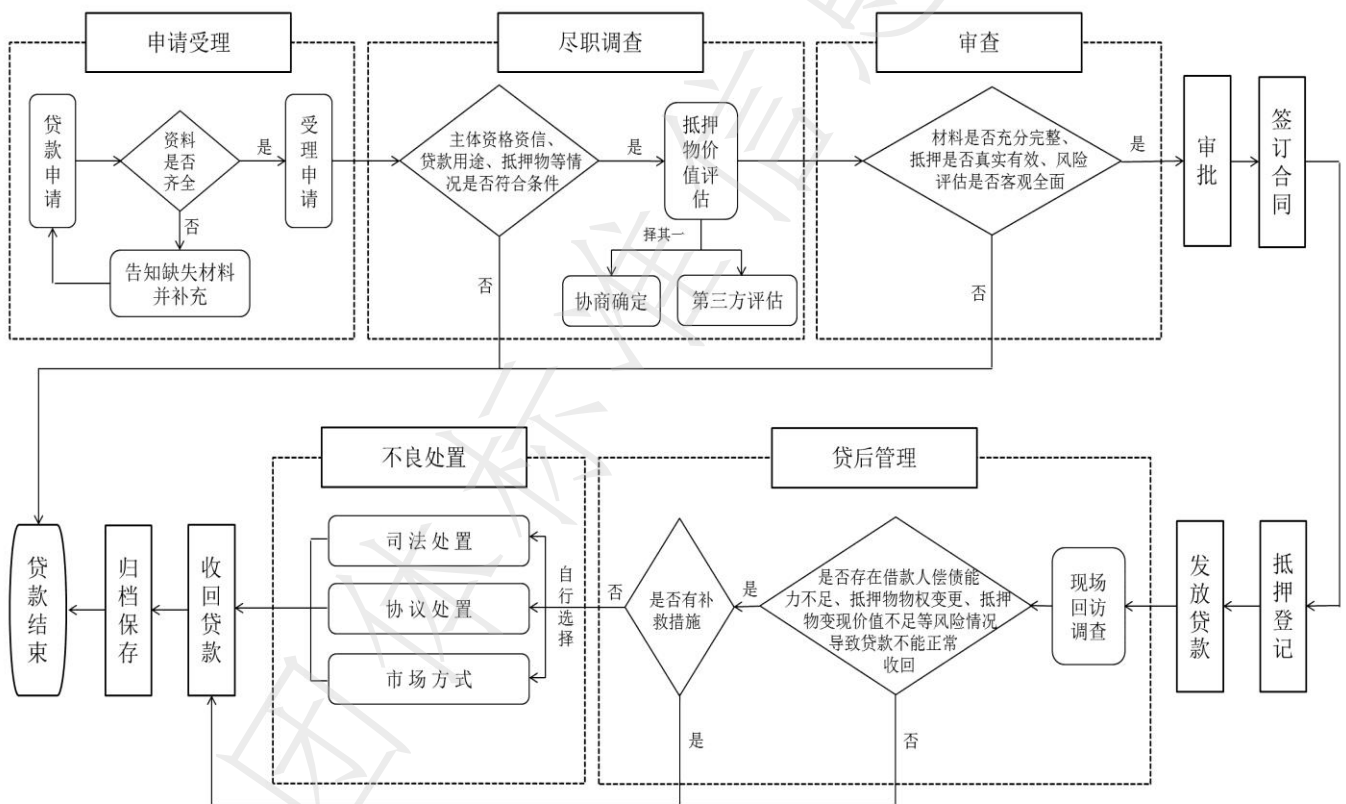 申请受理
贷款申请
资料
是否
齐全
是
受理申请
否
告知缺失材料
并补充
尽职调查
主体资格资信、
贷款用途、抵押物等情
况是否符合条件
是
抵押
物价
值评
估
择其一
协商确定
第三方评估
否
审查
材料是否充分完整、
抵押是否真实有效、风险
评估是否客观全面
是
否
审批
签订合同
抵押登记
发放贷款
贷后管理
现场
回访
调查
是否存在借款人偿债能
力不足、抵押物物权变更、抵押
物变现价值不足等风险情况
导致贷款不能正常
收回
是
否
是否有补
救措施
否
是
不良处置
自行选择
司法处置
协议处置
市场方式
收回贷款
归档保存
贷款结束
团体标准信息